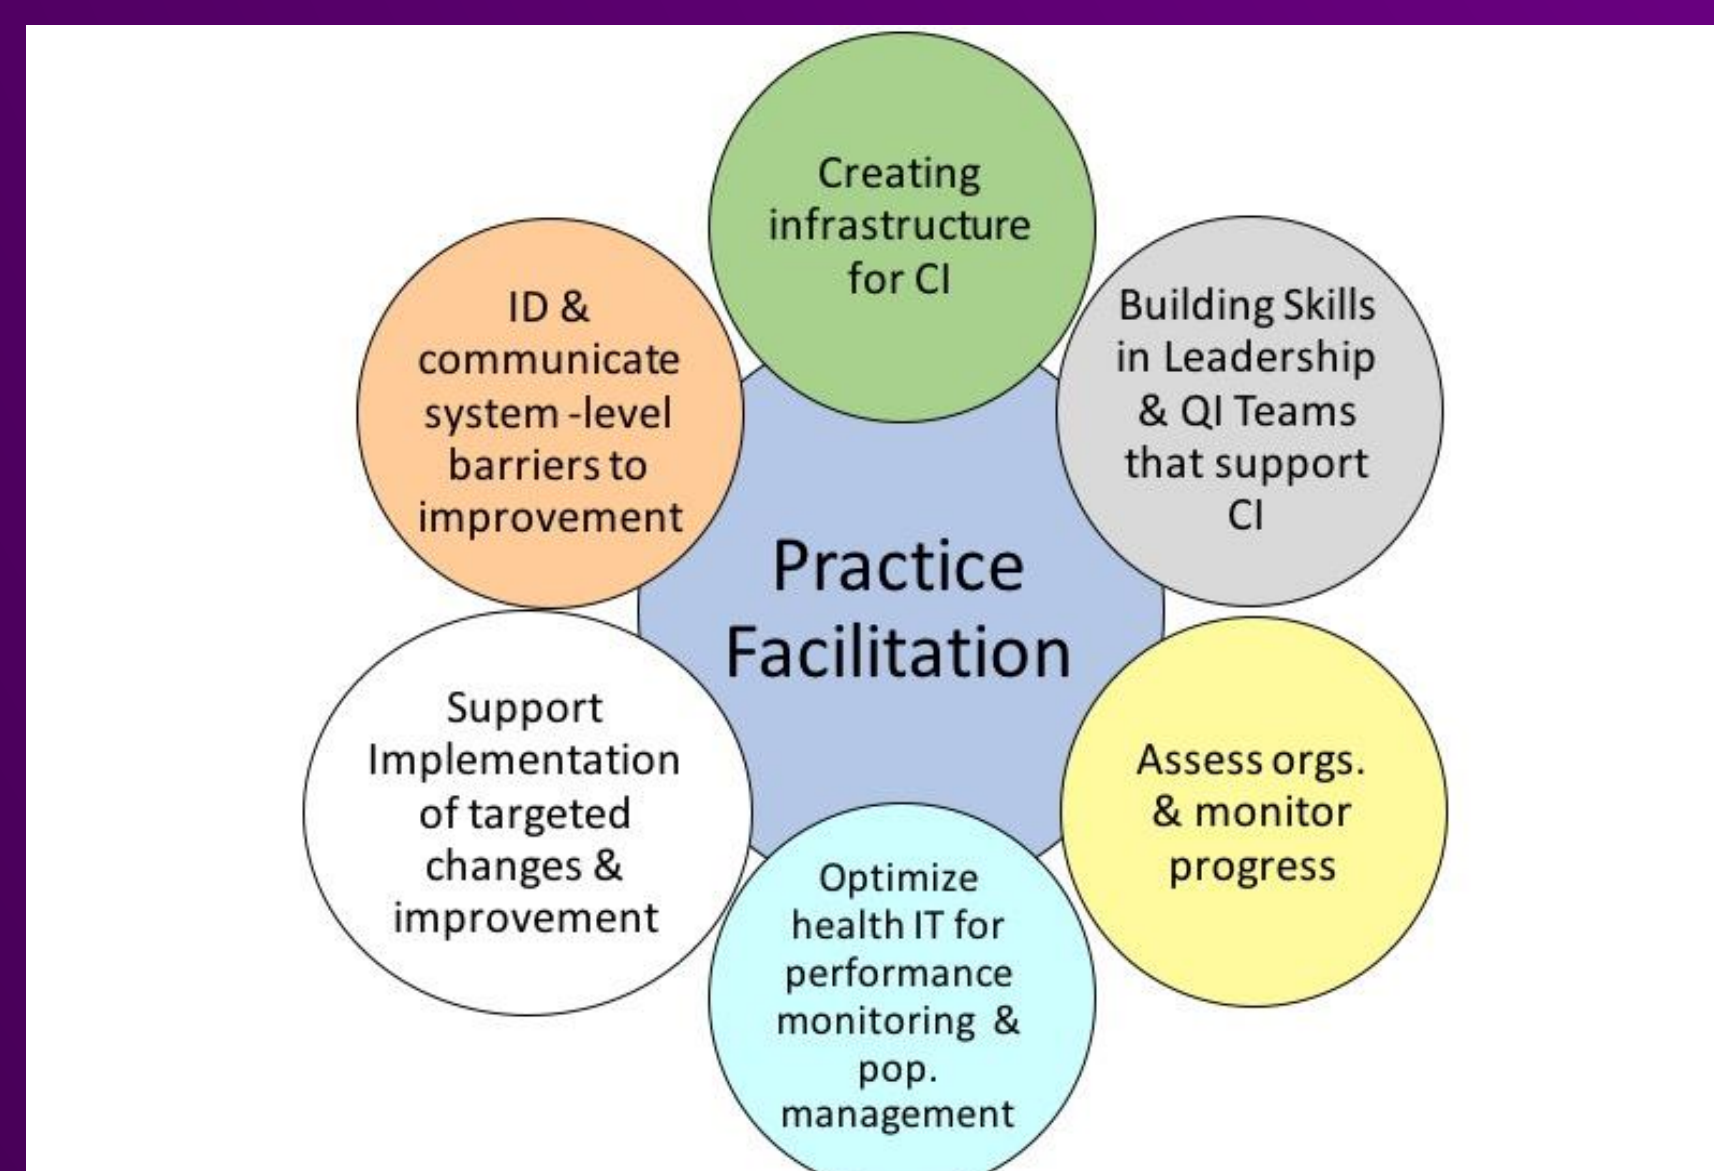 Creating
infrastructure
for CI
Building Skills
in Leadership
& QI Teams
that support
CI
Assess orgs.
& monitor
progress
Optimize
health IT for
performance
monitoring &
pop.
management
Support
Implementation
of targeted
changes &
improvement
ID &
communicate
system -level
barriers to
improvement
Practice
Facilitation